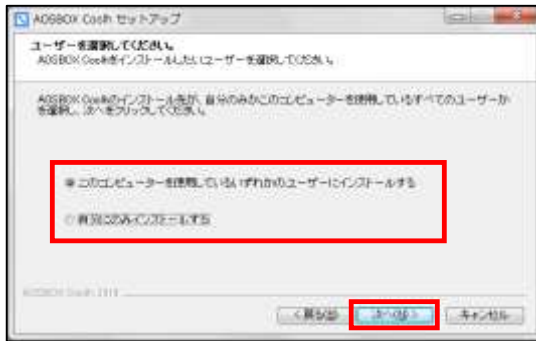 AOSBOX Cool セットアップ
ユーザーを選択してください。
AOSBOX Coolをインストールしたいユーザーを選択してください。
AOSBOX Coolのインストール先が、自分のみかこのコンピューターを使用しているすべてのユーザーか
を選択し、次へをクリックしてください。
このコンピューターを使用しているいずれかのユーザーにインストールする
自分にのみインストールする
< 戻る(B)
次へ(N) >
キャンセル